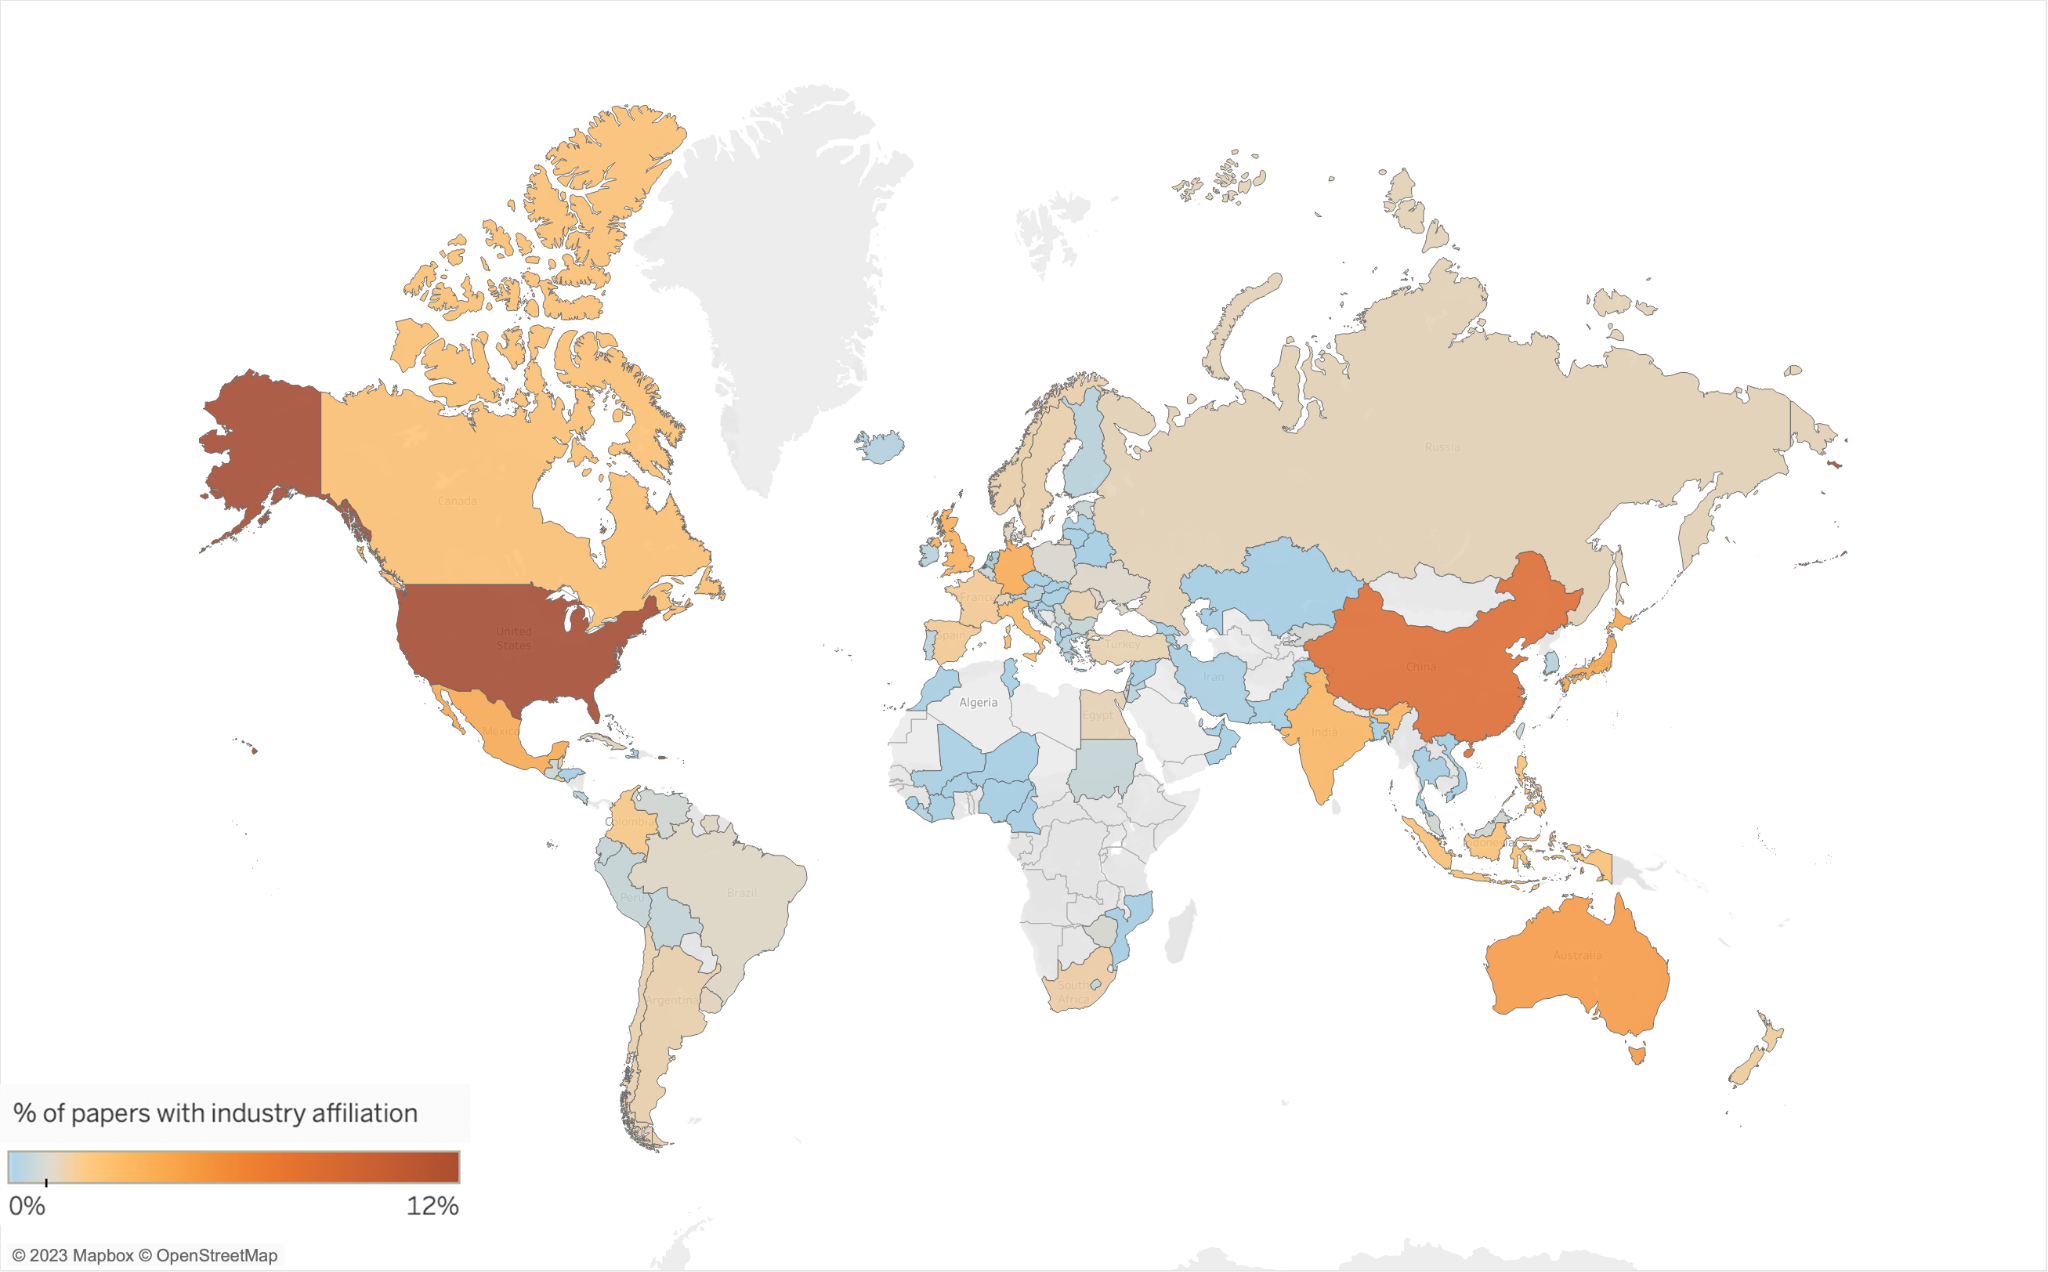 Russia
Canada
United
States
France
Spain
Turkey
China
Iran
Algeria
Egypt
Mexico
India
Colombia
Indonesia
Peru
Brazil
Australia
South
Africa
Argentina
% of papers with industry affiliation
0%
12%
© 2023 Mapbox © OpenStreetMap